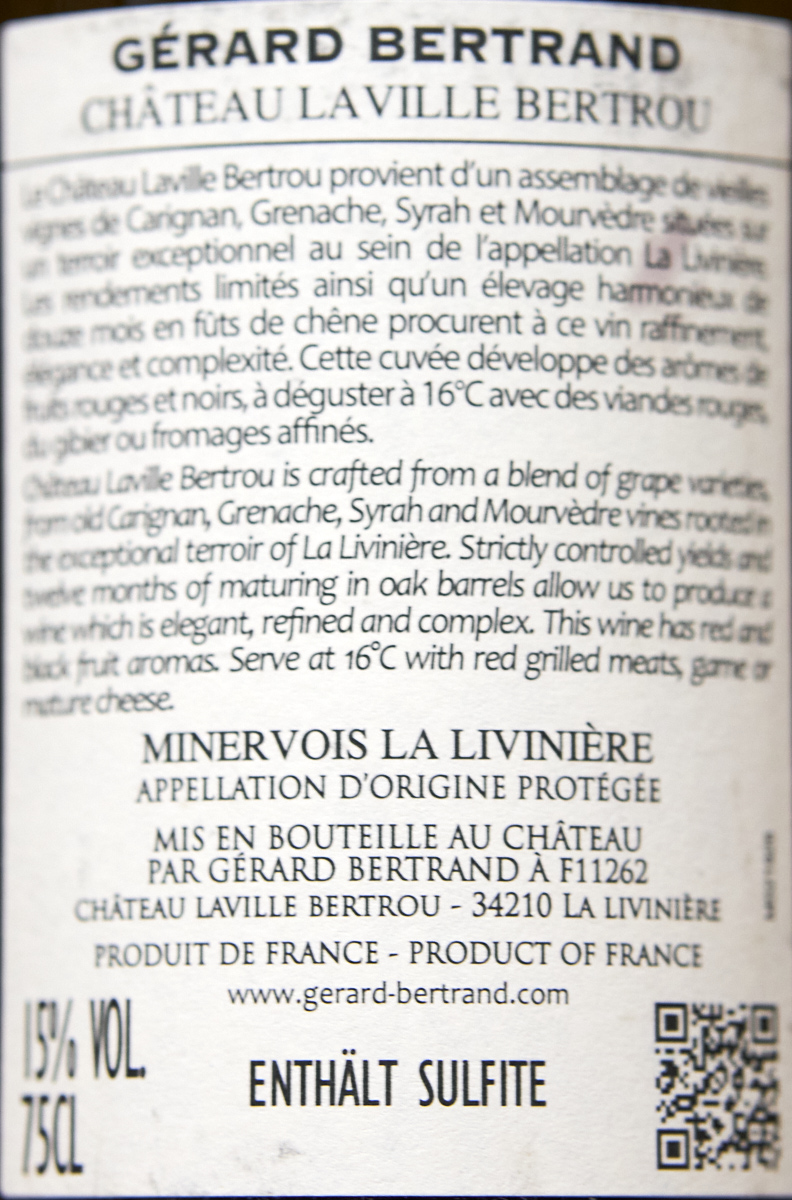 GÉRARD BERTRAND
CHÂTEAU LAVILLE BERTROU
Le Château Laville Bertrou provient d'un assemblage de vieilles
vignes de Carignan, Grenache, Syrah et Mourvèdre situées sur
un terroir exceptionnel au sein de l'appellation La Livinière.
Les rendements limités ainsi qu'un élevage harmonieux de
douze mois en fûts de chêne procurent à ce vin raffinement,
élégance et complexité. Cette cuvée développe des arômes de
fruits rouges et noirs, à déguster à 16°C avec des viandes rouges,
du gibier ou fromages affinés.
Château Laville Bertrou is crafted from a blend of grape varieties,
from old Carignan, Grenache, Syrah and Mourvèdre vines rooted in
the exceptional terroir of La Livinière. Strictly controlled yields and
twelve months of maturing in oak barrels allow us to produce a
wine which is elegant, refined and complex. This wine has red and
black fruit aromas. Serve at 16°C with red grilled meats, game or
mature cheese.
MINERVOIS LA LIVINIÈRE
APPELLATION D'ORIGINE PROTÉGÉE
MIS EN BOUTEILLE AU CHÂTEAU
PAR GÉRARD BERTRAND À F11262
CHÂTEAU LAVILLE BERTROU - 34210 LA LIVINIÈRE
PRODUIT DE FRANCE - PRODUCT OF FRANCE
www.gerard-bertrand.com
15% VOL.
75CL
ENTHÄLT SULFITE